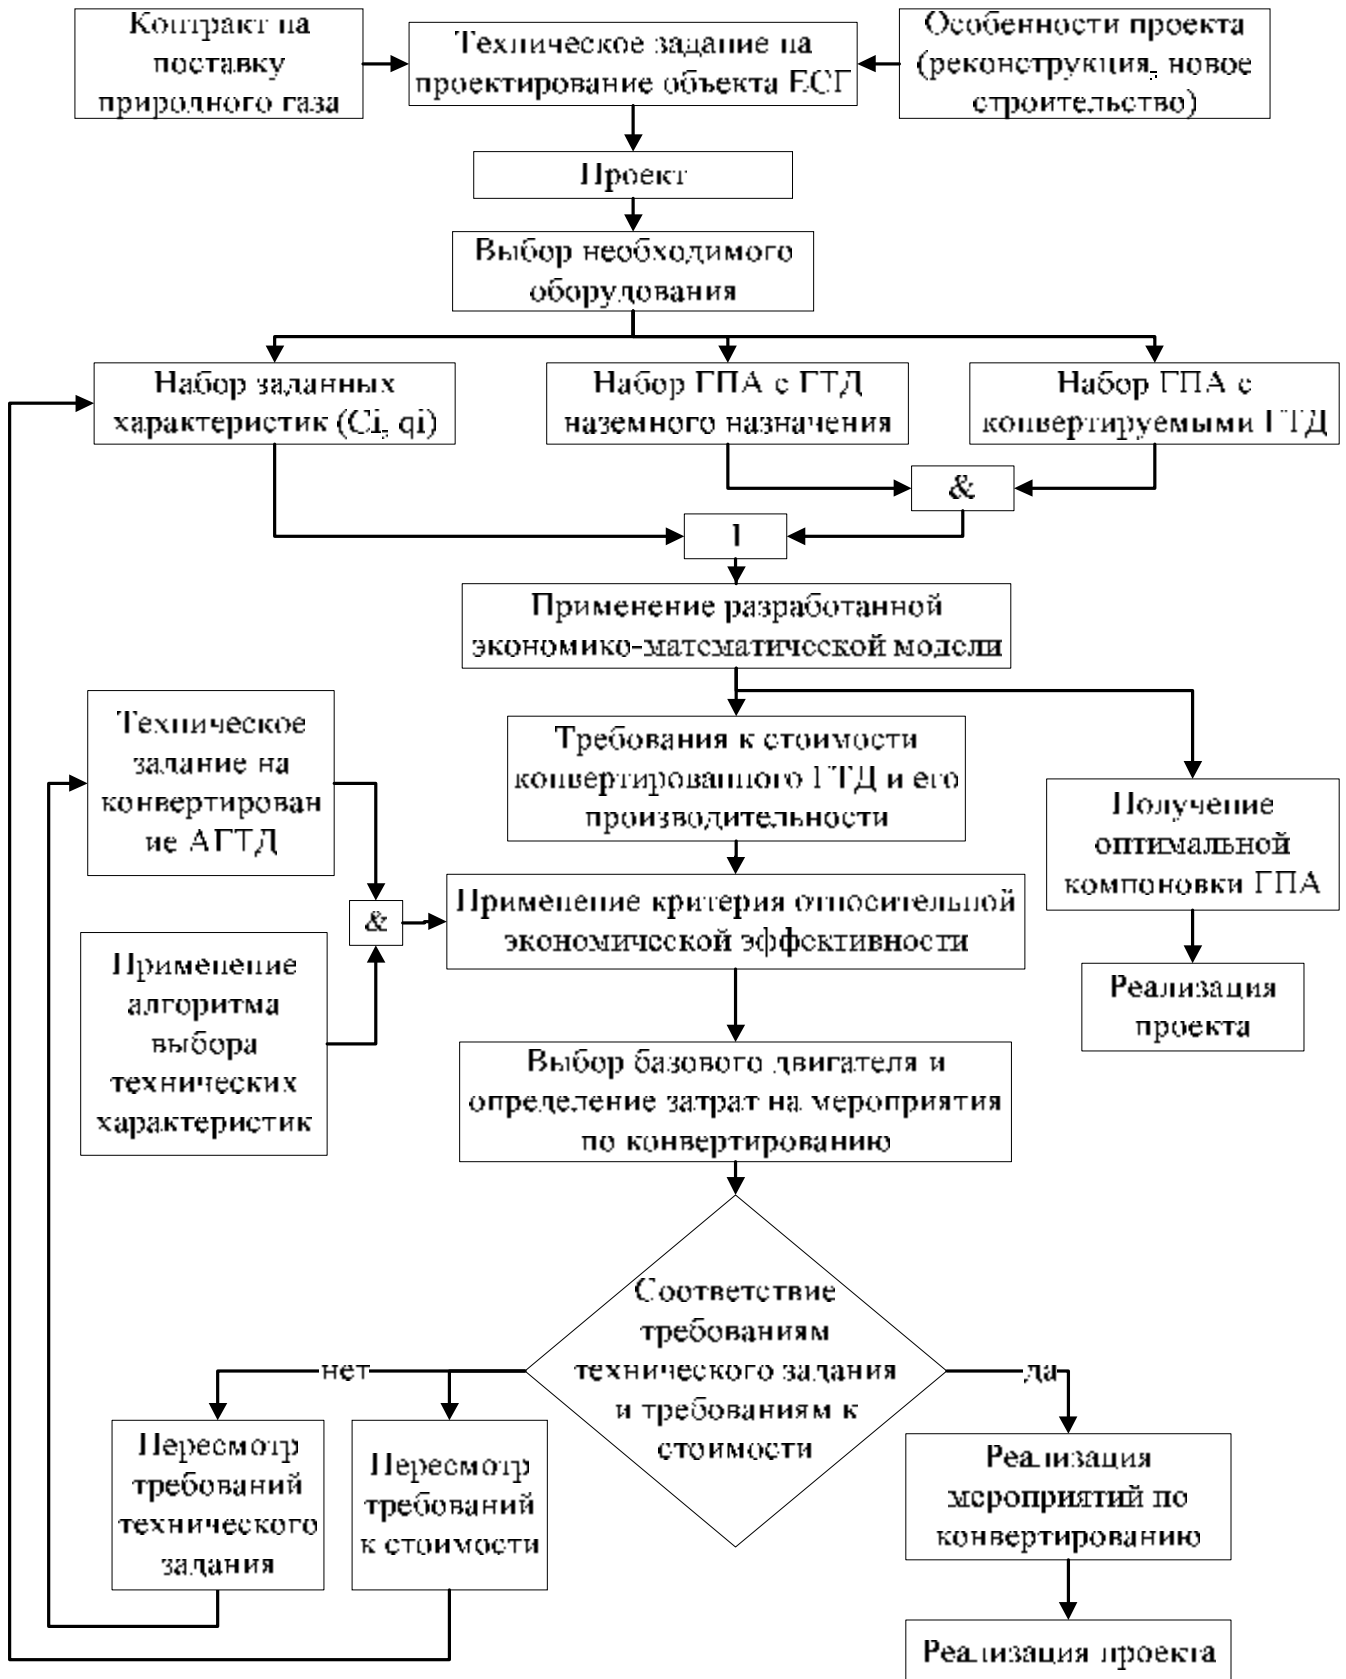 Контракт на
поставку
природного газа
Техническое задание на
проектирование объекта ЕСГ
Особенности проекта
(реконструкция, новое
строительство)
Проект
Выбор необходимого
оборудования
Набор заданных
характеристик (Ci, qi)
Набор ГПА с ГТД
наземного назначения
Набор ГПА с
конвертируемыми ГТД
&
1
Применение разработанной
экономико-математической модели
Техническое
задание на
конвертирован
ие АГТД
Требования к стоимости
конвертированного ГТД и его
производительности
Получение
оптимальной
компоновки ГПА
&
Применение критерия относительной
экономической эффективности
Применение
алгоритма
выбора
технических
характеристик
Реализация
проекта
Выбор базового двигателя и
определение затрат на мероприятия
по конвертированию
Соответствие
требованиям
технического задания
и требованиям к
стоимости
нет
да
Пересмотр
требований
технического
задания
Пересмотр
требований
к стоимости
Реализация
мероприятий по
конвертированию
Реализация проекта